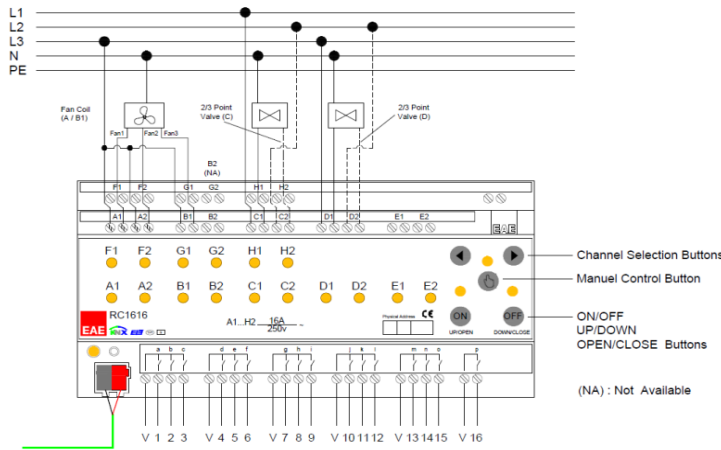 L1
L2
L3
N
PE
Fan Coil
(A / B1)
Fan1 Fan2 Fan3
2/3 Point
Valve (C)
2/3 Point
Valve (D)
B2
(NA)
F1 F2 G1 G2 H1 H2
A1 A2 B1 B2 C1 C2 D1 D2 E1 E2
EAE
F1 F2 G1 G2 H1 H2
A1 A2 B1 B2 C1 C2 D1 D2 E1 E2
Channel Selection Buttons
Manuel Control Button
RC1616
EAE
A1...H2 16A
250v
Physical Address CE
ON OFF
UP/OPEN DOWN/CLOSE
ON/OFF
UP/DOWN
OPEN/CLOSE Buttons
a b c d e f g h i j k l m n o p
(NA) : Not Available
V 1 2 3 V 4 5 6 V 7 8 9 V 10 11 12 V 13 14 15 V 16